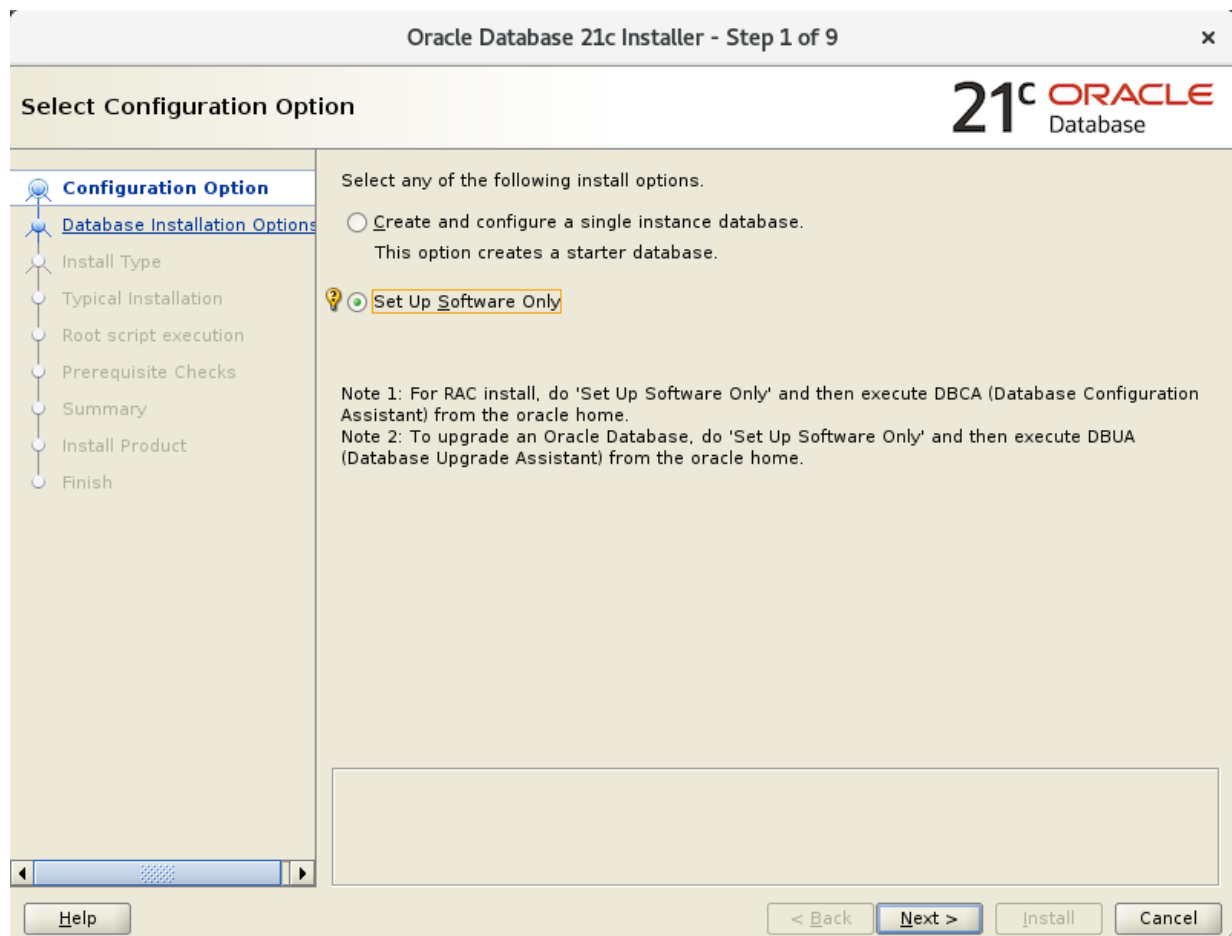 Oracle Database 21c Installer - Step 1 of 9
×
Select Configuration Option
21c ORACLE
Database
Configuration Option
Database Installation Options
Install Type
Typical Installation
Root script execution
Prerequisite Checks
Summary
Install Product
Finish
Select any of the following install options.
Create and configure a single instance database.
This option creates a starter database.
Set Up Software Only
Note 1: For RAC install, do 'Set Up Software Only' and then execute DBCA (Database Configuration
Assistant) from the oracle home.
Note 2: To upgrade an Oracle Database, do 'Set Up Software Only' and then execute DBUA
(Database Upgrade Assistant) from the oracle home.
Help
< Back
Next >
Install
Cancel